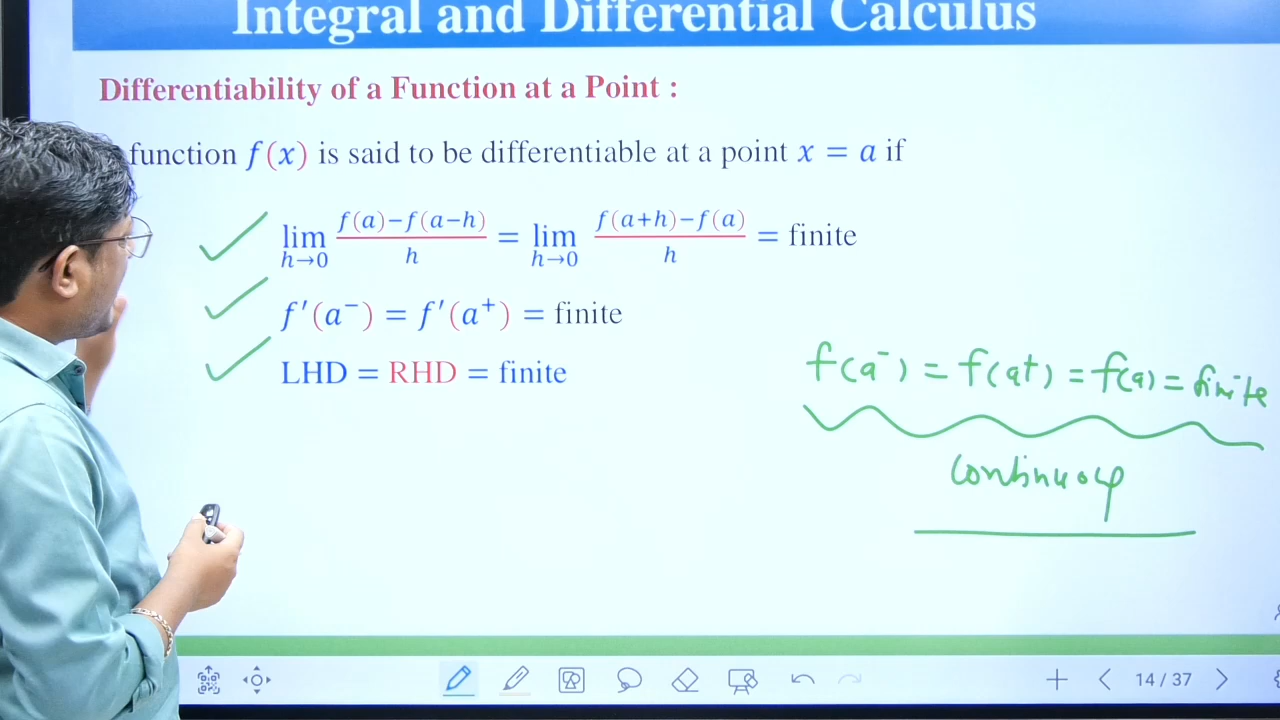 Integral and Differential Calculus
Differentiability of a Function at a Point :
function f(x) is said to be differentiable at a point x = a if
lim h→0 f(a)−f(a−h) / h = lim h→0 f(a+h)−f(a) / h = finite
f′(a⁻) = f′(a⁺) = finite
LHD = RHD = finite
f(a⁻) = f(a⁺) = f(a) = finite
continuous
14 / 37